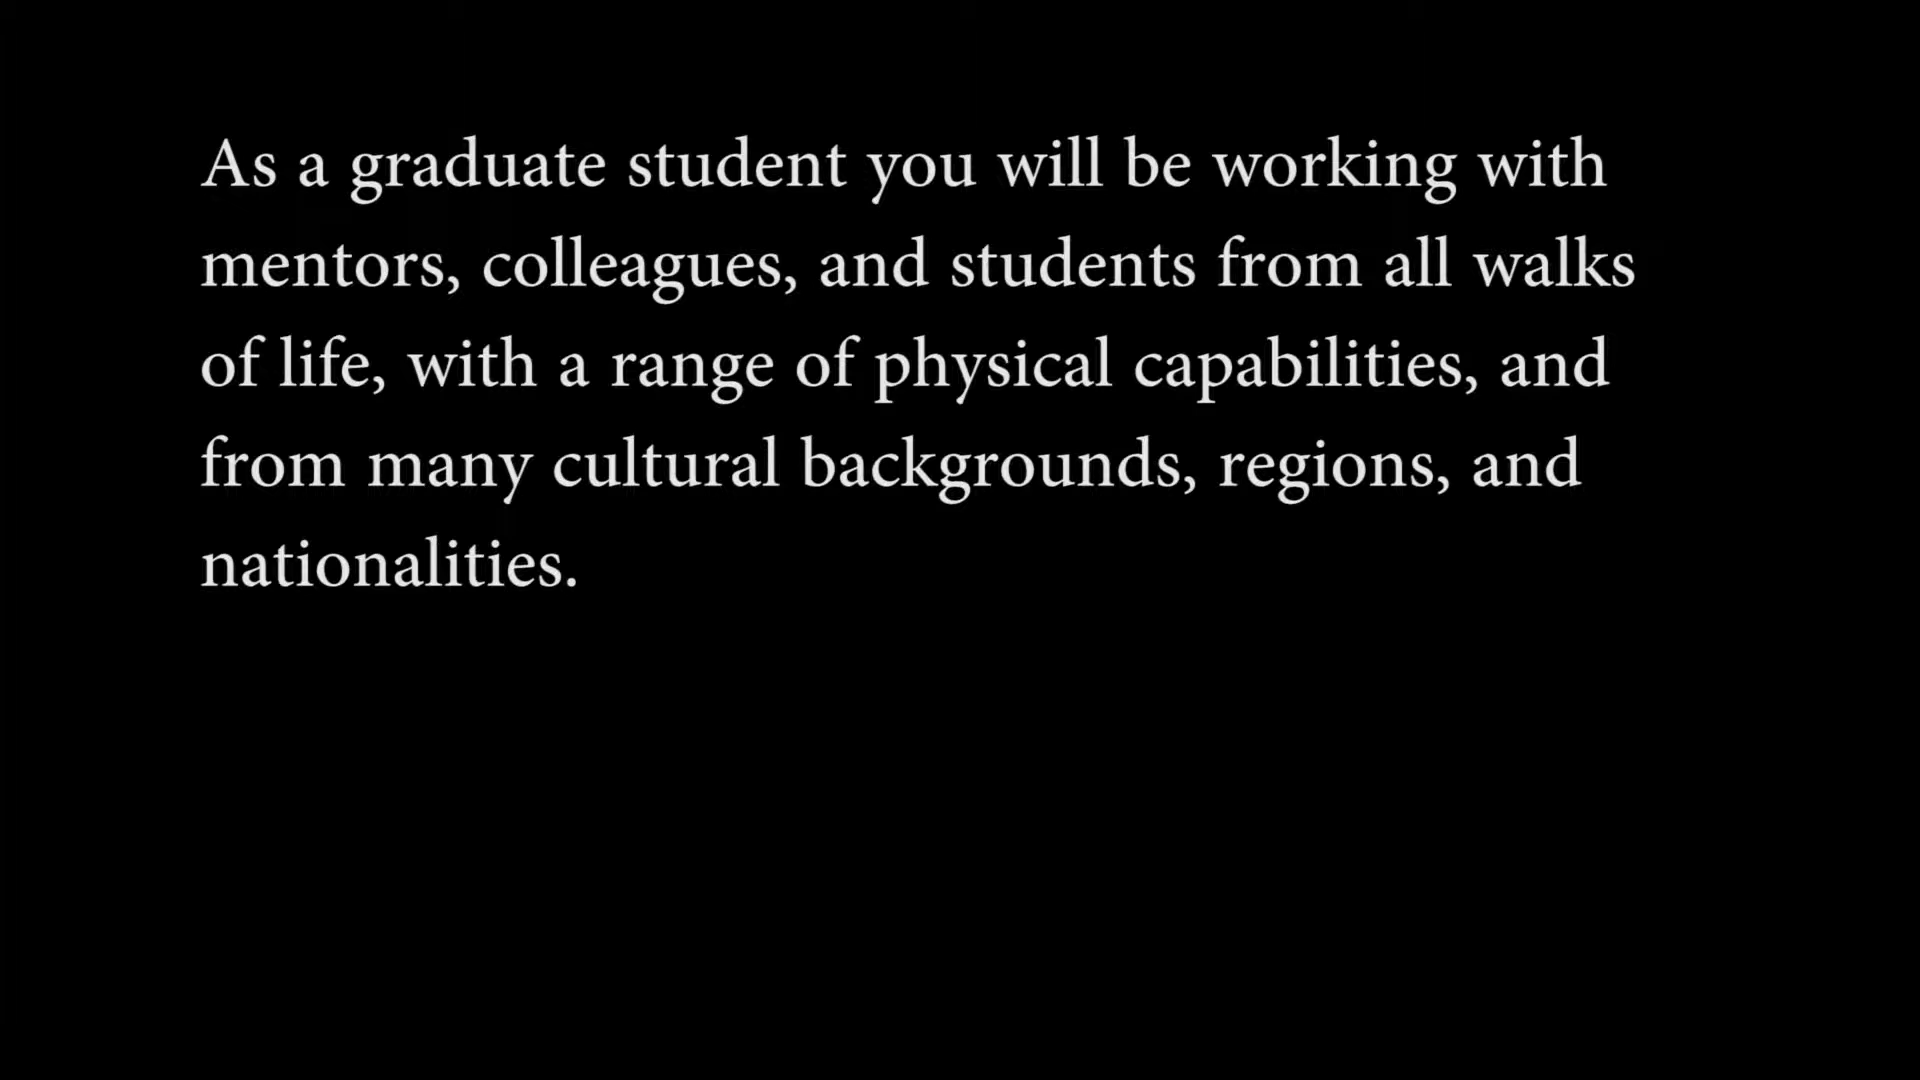 As a graduate student you will be working with
mentors, colleagues, and students from all walks
of life, with a range of physical capabilities, and
from many cultural backgrounds, regions, and
nationalities.